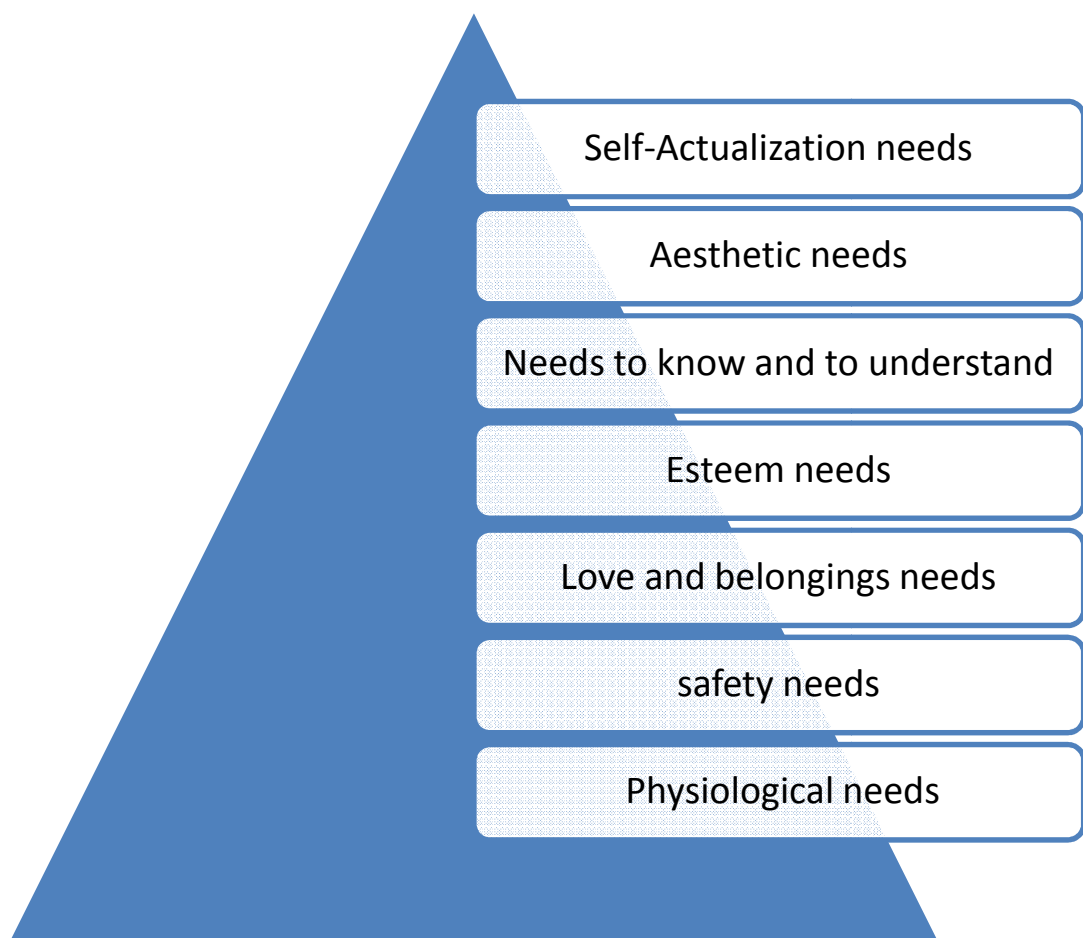 Self-Actualization needs
Aesthetic needs
Needs to know and to understand
Esteem needs
Love and belongings needs
safety needs
Physiological needs